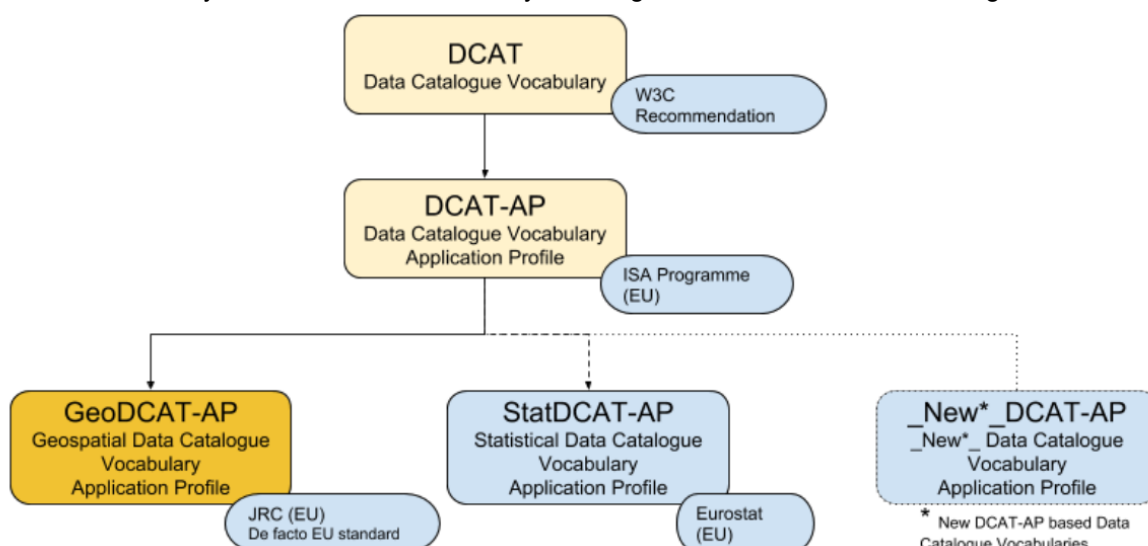 DCAT
Data Catalogue Vocabulary
W3C
Recommendation
DCAT-AP
Data Catalogue Vocabulary
Application Profile
ISA Programme
(EU)
GeoDCAT-AP
Geospatial Data Catalogue
Vocabulary
Application Profile
JRC (EU)
De facto EU standard
StatDCAT-AP
Statistical Data Catalogue
Vocabulary
Application Profile
Eurostat
(EU)
_New*_DCAT-AP
_New*_ Data Catalogue
Vocabulary
Application Profile
* New DCAT-AP based Data
Catalogue Vocabularies